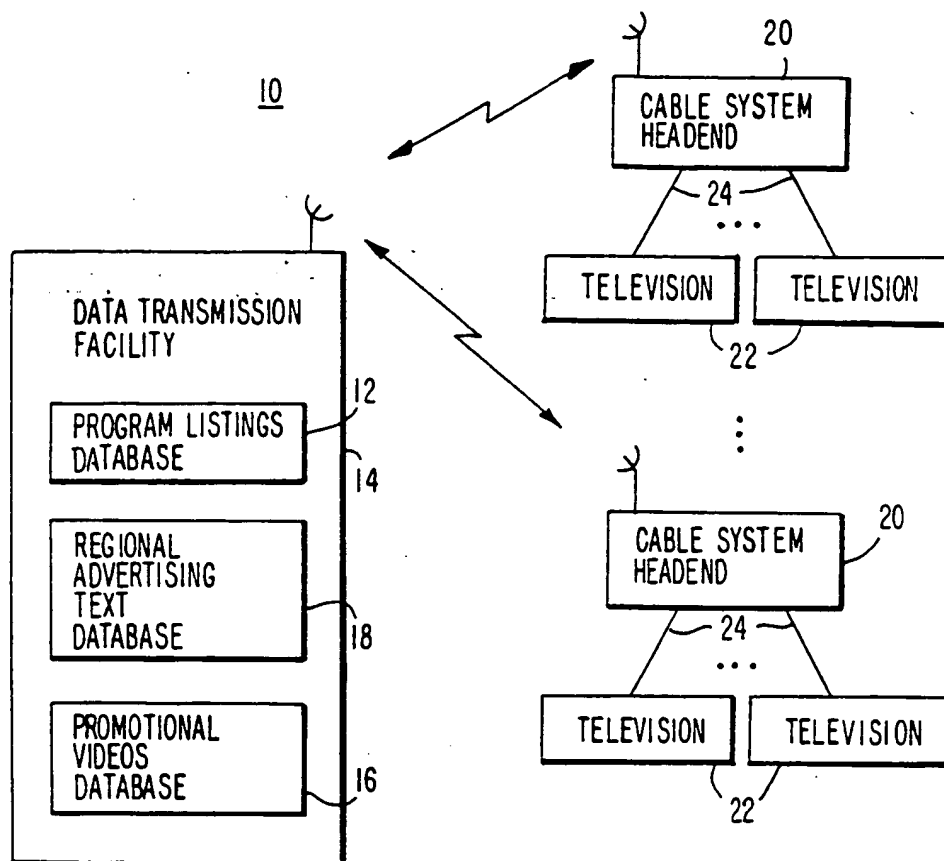 10
20
CABLE SYSTEM
HEADEND
24
TELEVISION
TELEVISION
22
DATA TRANSMISSION
FACILITY
12
PROGRAM LISTINGS
DATABASE
14
REGIONAL
ADVERTISING
TEXT
DATABASE
18
PROMOTIONAL
VIDEOS
DATABASE
16
CABLE SYSTEM
HEADEND
20
24
TELEVISION
TELEVISION
22